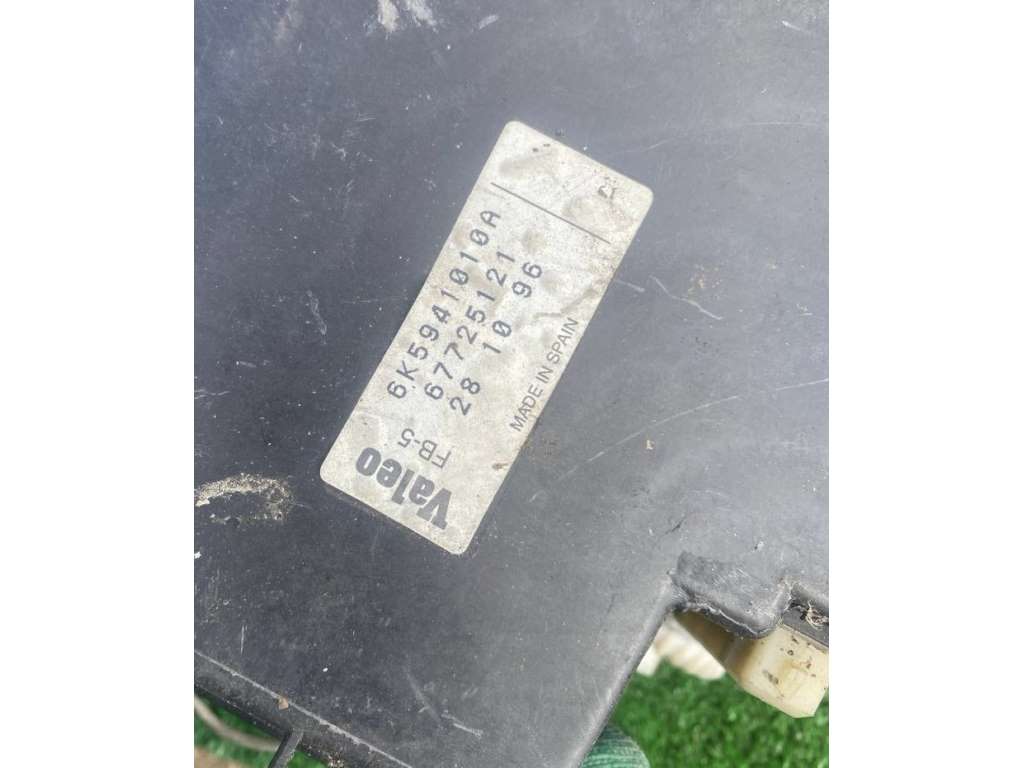 Valeo
FB-5
6K5941010A
67725121
28 10 96
MADE IN SPAIN